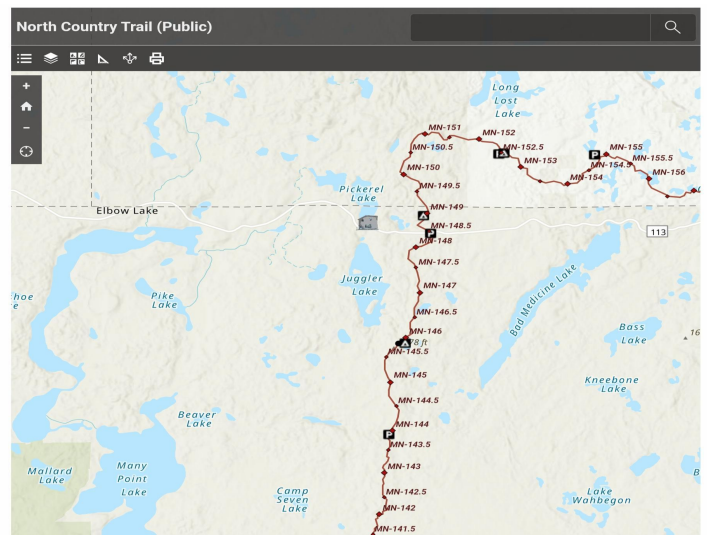 North Country Trail (Public)
Long
Lost
Lake
MN-151
MN-152
MN-150.5
MN-152.5
MN-155
MN-153
MN-154.5
MN-155.5
MN-150
MN-154
MN-156
Pickerel
Lake
MN-149.5
Elbow Lake
MN-149
MN-148.5
P
113
MN-148
MN-147.5
Juggler
Lake
MN-147
Bad Medicine Lake
Pike
Lake
MN-146.5
Bass
Lake
MN-146
78 ft
16
MN-145.5
MN-145
Kneebone
Lake
MN-144.5
Beaver
Lake
MN-144
P
MN-143.5
MN-143
Mallard
Lake
Many
Point
Lake
MN-142.5
Camp
Seven
Lake
Lake
Wahbegon
MN-142
MN-141.5